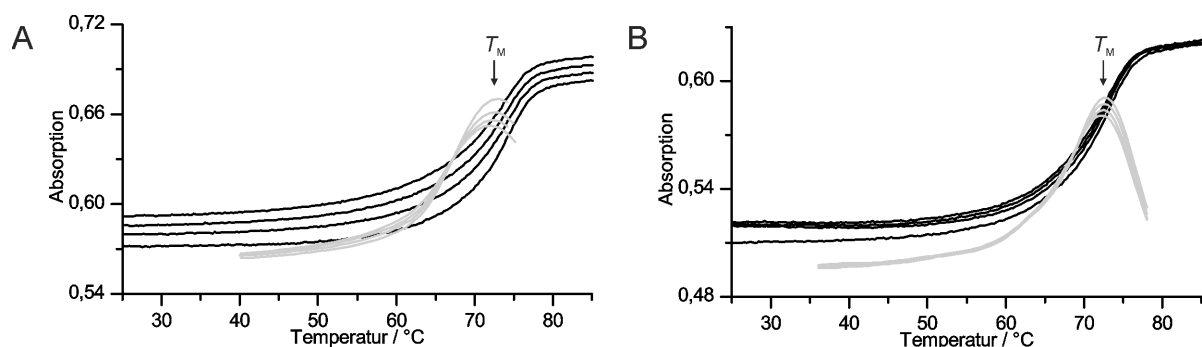 A
0,72
0,66
0,60
0,54
Absorption
T_M
30 40 50 60 70 80
Temperatur / °C
B
0,60
0,54
0,48
Absorption
T_M
30 40 50 60 70 80
Temperatur / °C